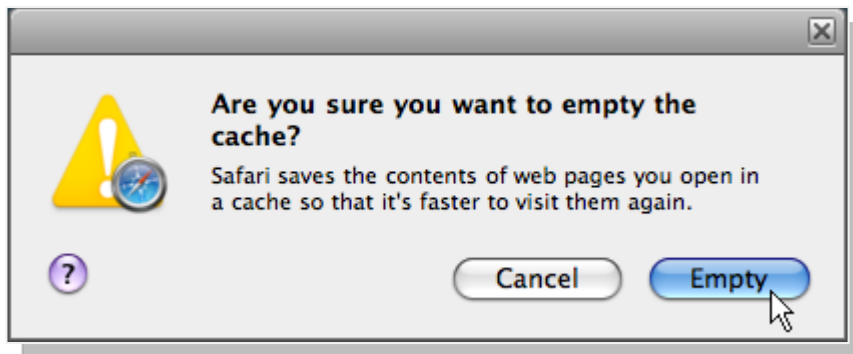 Are you sure you want to empty the
cache?
Safari saves the contents of web pages you open in
a cache so that it's faster to visit them again.
?
Cancel
Empty